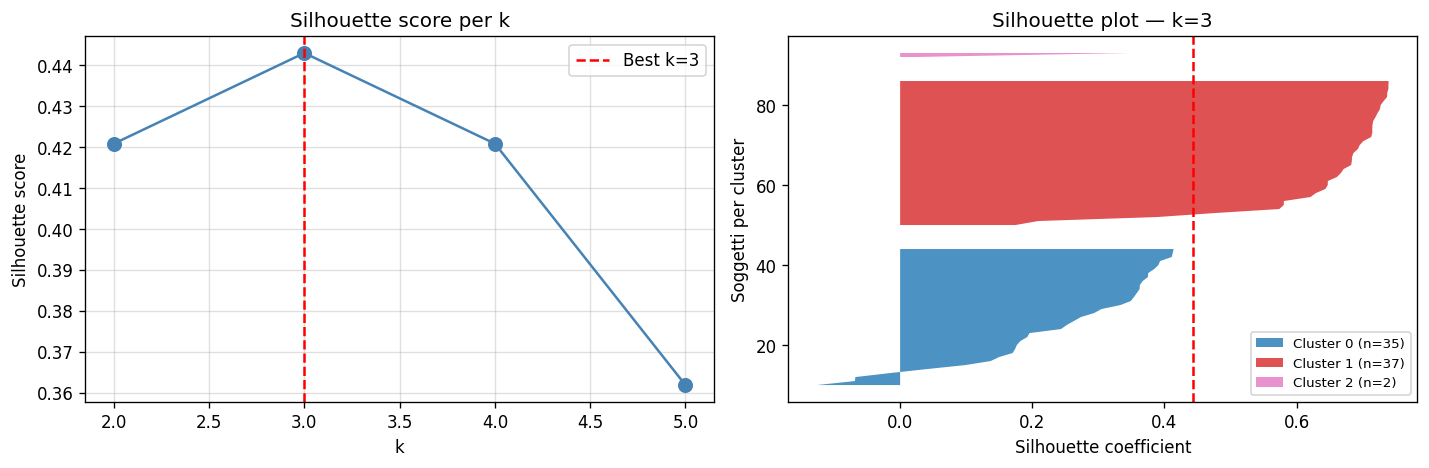 Silhouette score per k
Silhouette score
0.44
0.43
0.42
0.41
0.40
0.39
0.38
0.37
0.36
2.0 2.5 3.0 3.5 4.0 4.5 5.0
k
Best k=3
Silhouette plot — k=3
Soggetti per cluster
80
60
40
20
0.0 0.2 0.4 0.6
Silhouette coefficient
Cluster 0 (n=35)
Cluster 1 (n=37)
Cluster 2 (n=2)